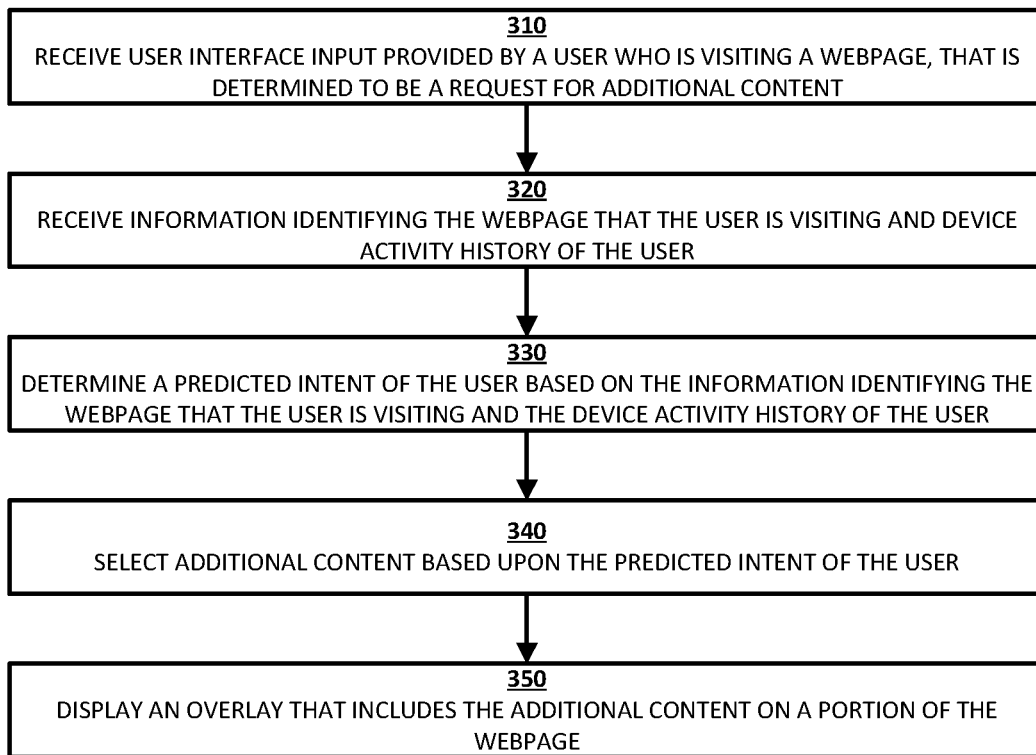 310
RECEIVE USER INTERFACE INPUT PROVIDED BY A USER WHO IS VISITING A WEBPAGE, THAT IS
DETERMINED TO BE A REQUEST FOR ADDITIONAL CONTENT
320
RECEIVE INFORMATION IDENTIFYING THE WEBPAGE THAT THE USER IS VISITING AND DEVICE
ACTIVITY HISTORY OF THE USER
330
DETERMINE A PREDICTED INTENT OF THE USER BASED ON THE INFORMATION IDENTIFYING THE
WEBPAGE THAT THE USER IS VISITING AND THE DEVICE ACTIVITY HISTORY OF THE USER
340
SELECT ADDITIONAL CONTENT BASED UPON THE PREDICTED INTENT OF THE USER
350
DISPLAY AN OVERLAY THAT INCLUDES THE ADDITIONAL CONTENT ON A PORTION OF THE
WEBPAGE